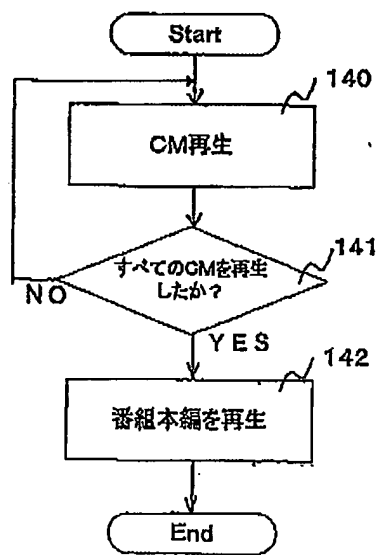 Start
140
CM再生
すべてのCMを再生
したか？
141
NO
YES
142
番組本編を再生
End